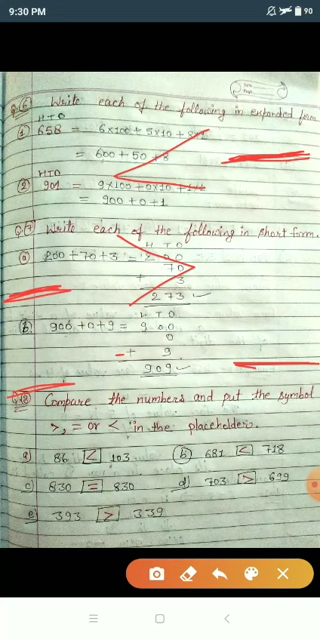 9:30 PM
90
Q.6 Write each of the following in expanded form
H T O
① 658 = 6×100 + 5×10 + 8×1
= 600 + 50 + 8
H T O
② 901 = 9×100 + 0×10 + 1×1
= 900 + 0 + 1
Q.7 Write each of the following in short form.
H T O
ⓐ 200 + 70 + 3 = 2 0 0
7 0
+ 3
2 7 3 ✓
H T O
ⓑ 900 + 0 + 9 = 9 0 0
0
+ 9
9 0 9 ✓
Q.8 Compare the numbers and put the symbol
>, = or < in the placeholders.
a) 86 [<] 103 b) 681 [<] 718
c) 830 [=] 830 d) 703 [>] 699
e) 393 [>] 339